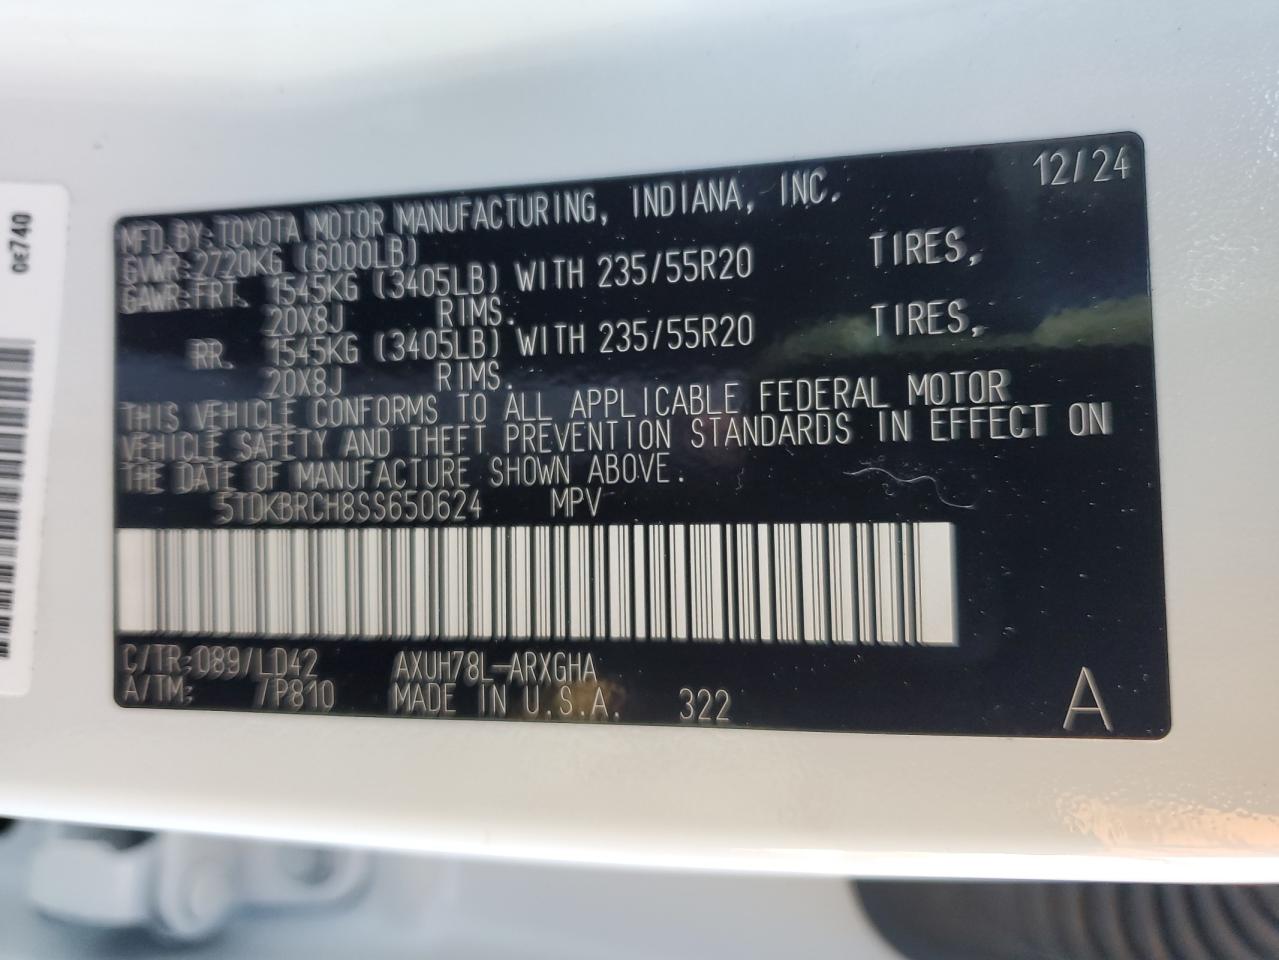 12/24
MFD.BY:TOYOTA MOTOR MANUFACTURING, INDIANA, INC.
GVWR:2720KG (6000LB)
GAWR:FRT. 1545KG (3405LB) WITH 235/55R20 TIRES,
20X8J RIMS.
RR. 1545KG (3405LB) WITH 235/55R20 TIRES,
20X8J RIMS.
THIS VEHICLE CONFORMS TO ALL APPLICABLE FEDERAL MOTOR
VEHICLE SAFETY AND THEFT PREVENTION STANDARDS IN EFFECT ON
THE DATE OF MANUFACTURE SHOWN ABOVE.
5TDKBRCH8SS650624 MPV
C/TR:089/LD42 AXUH78L-ARXGHA
A/TM: /P810 MADE IN U.S.A. 322
A
0E740